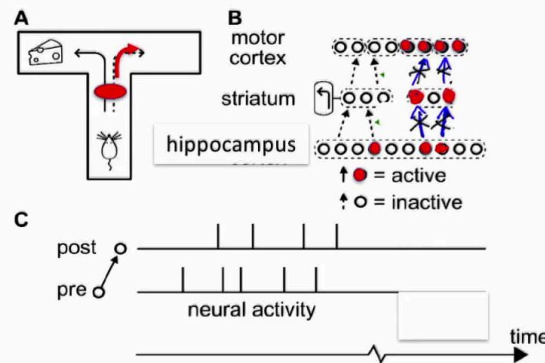 A
B
motor
cortex
striatum
hippocampus
= active
= inactive
C
post
pre
neural activity
time